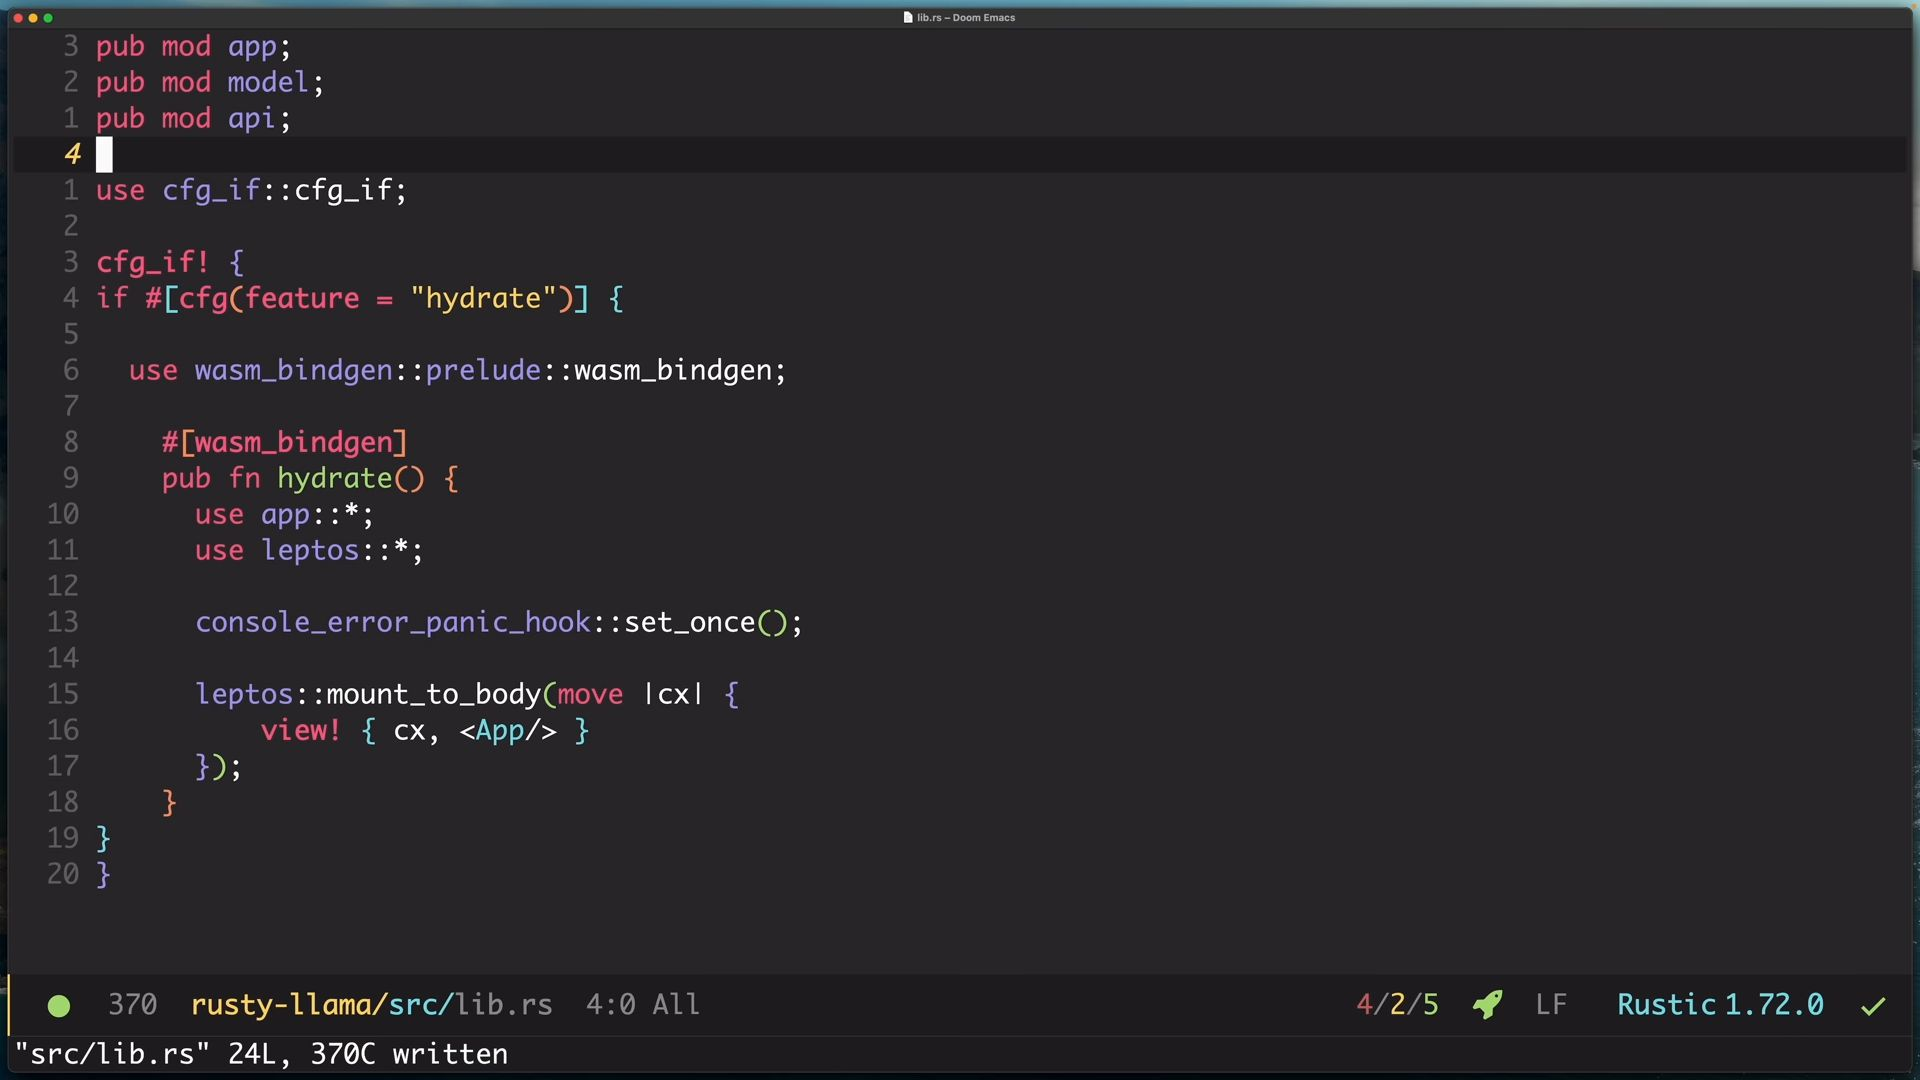 lib.rs – Doom Emacs
3 pub mod app;
2 pub mod model;
1 pub mod api;
4
1 use cfg_if::cfg_if;
2
3 cfg_if! {
4 if #[cfg(feature = "hydrate")] {
5
6   use wasm_bindgen::prelude::wasm_bindgen;
7
8     #[wasm_bindgen]
9     pub fn hydrate() {
10       use app::*;
11       use leptos::*;
12
13       console_error_panic_hook::set_once();
14
15       leptos::mount_to_body(move |cx| {
16           view! { cx, <App/> }
17       });
18     }
19 }
20 }
370 rusty-llama/src/lib.rs 4:0 All 4/2/5 LF Rustic 1.72.0
"src/lib.rs" 24L, 370C written